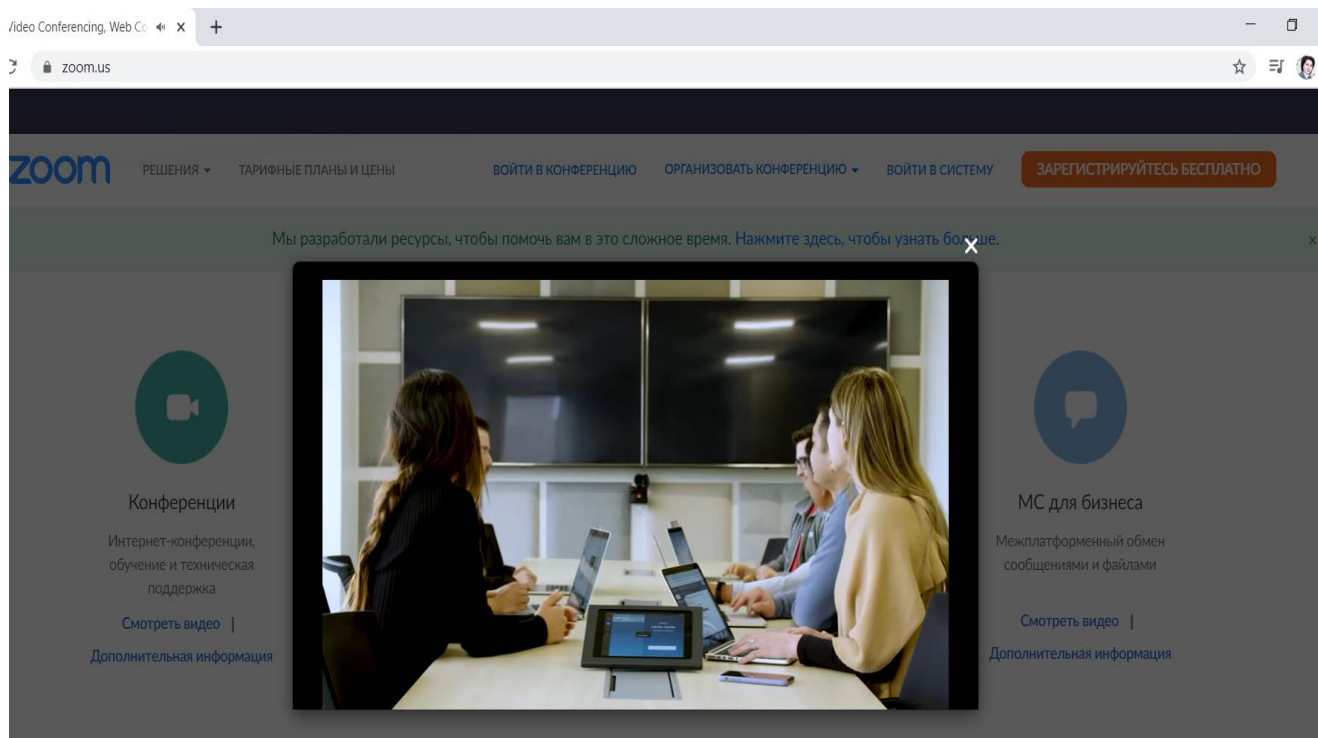 Video Conferencing, Web Co
zoom.us
zoom РЕШЕНИЯ ТАРИФНЫЕ ПЛАНЫ И ЦЕНЫ ВОЙТИ В КОНФЕРЕНЦИЮ ОРГАНИЗОВАТЬ КОНФЕРЕНЦИЮ ВОЙТИ В СИСТЕМУ ЗАРЕГИСТРИРУЙТЕСЬ БЕСПЛАТНО
Мы разработали ресурсы, чтобы помочь вам в это сложное время. Нажмите здесь, чтобы узнать больше.
Конференции
Интернет-конференции,
обучение и техническая
поддержка
Смотреть видео |
Дополнительная информация
МС для бизнеса
Межплатформенный обмен
сообщениями и файлами
Смотреть видео |
Дополнительная информация